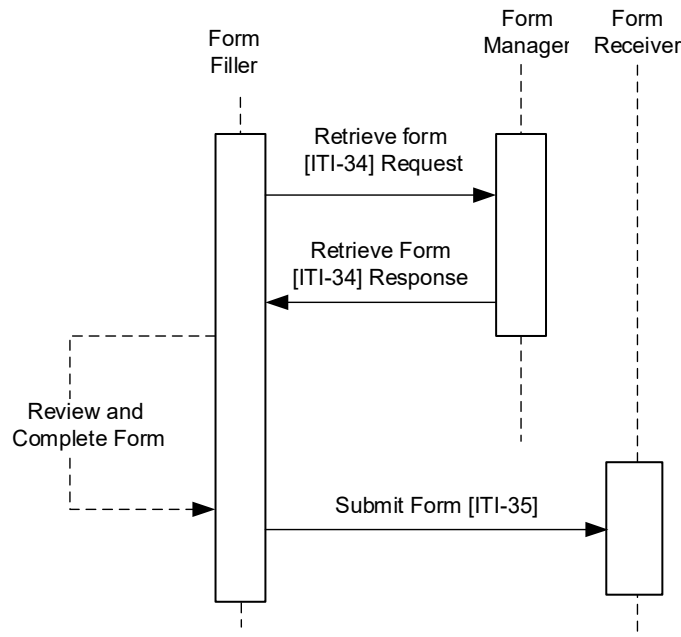 Form
Filler
Form
Manager
Form
Receiver
Retrieve form
[ITI-34] Request
Retrieve Form
[ITI-34] Response
Review and
Complete Form
Submit Form [ITI-35]